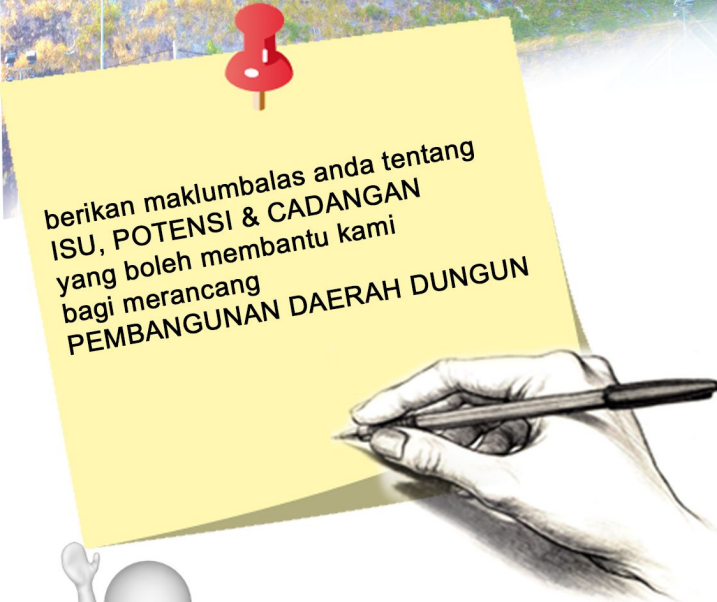 berikan maklumbalas anda tentang
ISU, POTENSI & CADANGAN
yang boleh membantu kami
bagi merancang
PEMBANGUNAN DAERAH DUNGUN